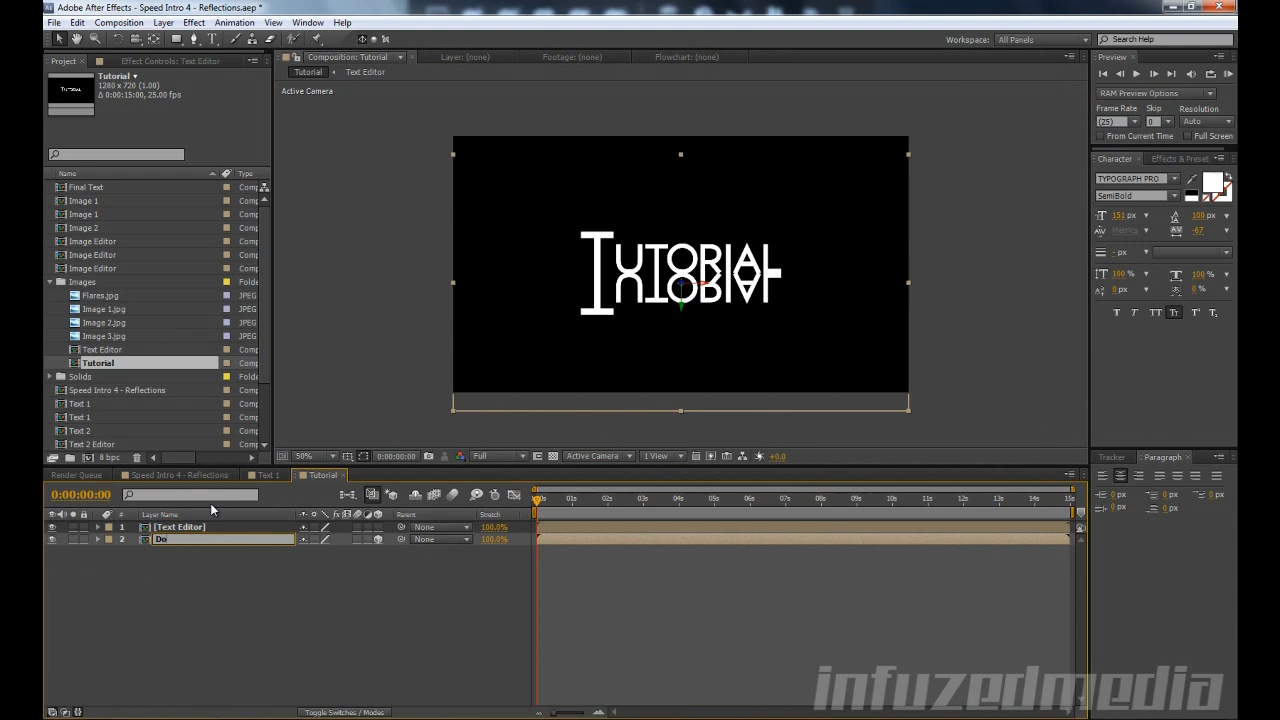 Adobe After Effects - Speed Intro 4 - Reflections.aep *
File Edit Composition Layer Effect Animation View Window Help
Workspace: All Panels Search Help
Project Effect Controls: Text Editor
Composition: Tutorial Layer: (none) Footage: (none) Flowchart: (none)
Preview
Tutorial
1280 x 720 (1.00)
Δ 0:00:15:00, 25.00 fps
Tutorial Text Editor
Active Camera
RAM Preview Options
Frame Rate Skip Resolution
(25) 0 Auto
From Current Time Full Screen
Character Effects & Preset
TYPOGRAPH PRO
SemiBold
151 px 100 px
Metrics -67
- px
100 % 100 %
0 px 0 %
T T TT Tr T' T,
Name Type
Final Text Comp
Image 1 Comp
Image 1 Comp
Image 2 Comp
Image Editor Comp
Image Editor Comp
Image Editor Comp
Images Folde
Flares.jpg JPEG
Image 1.jpg JPEG
Image 2.jpg JPEG
Image 3.jpg JPEG
Text Editor Comp
Tutorial Comp
Solids Folde
Speed Intro 4 - Reflections Comp
Text 1 Comp
Text 1 Comp
Text 2 Comp
Text 2 Editor Comp
8 bpc
TUTORIAL
50% 0:00:00:00 Full Active Camera 1 View +0.0
Tracker Paragraph
0 px 0 px 0 px
0 px 0 px
Render Queue Speed Intro 4 - Reflections Text 1 Tutorial
0:00:00:00
00s 01s 02s 03s 04s 05s 06s 07s 08s 09s 10s 11s 12s 13s 14s 15s
# Layer Name Parent Stretch
1 [Text Editor] None 100.0%
2 Do None 100.0%
Toggle Switches / Modes
infuzedmedia